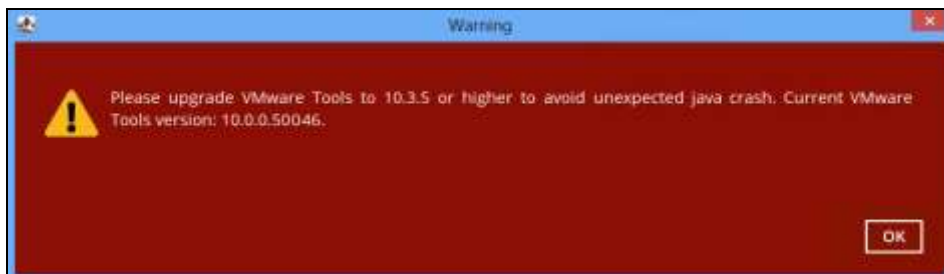 Warning
Please upgrade VMware Tools to 10.3.5 or higher to avoid unexpected java crash. Current VMware
Tools version: 10.0.0.50046.
OK